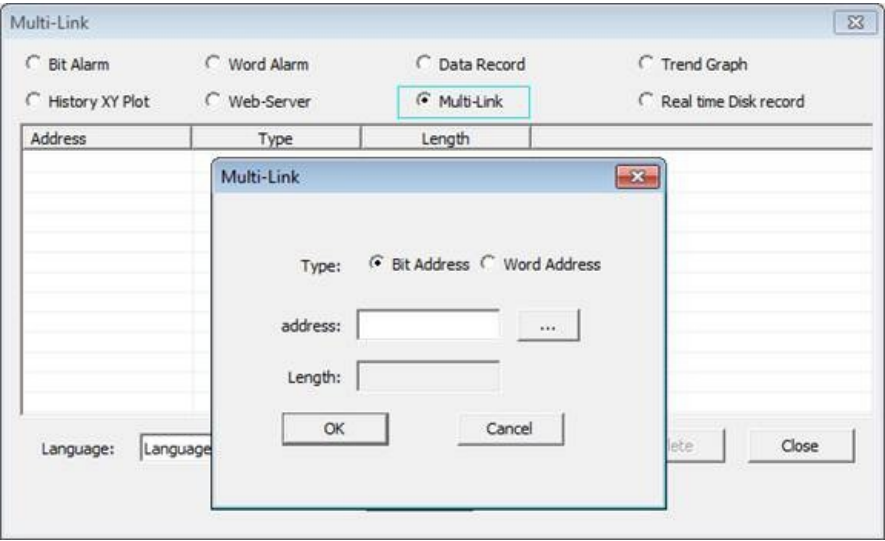 Multi-Link
Bit Alarm Word Alarm Data Record Trend Graph
History XY Plot Web-Server Multi-Link Real time Disk record
Address Type Length
Multi-Link
Type: Bit Address Word Address
address: ...
Length:
OK Cancel
Language: Language lete Close